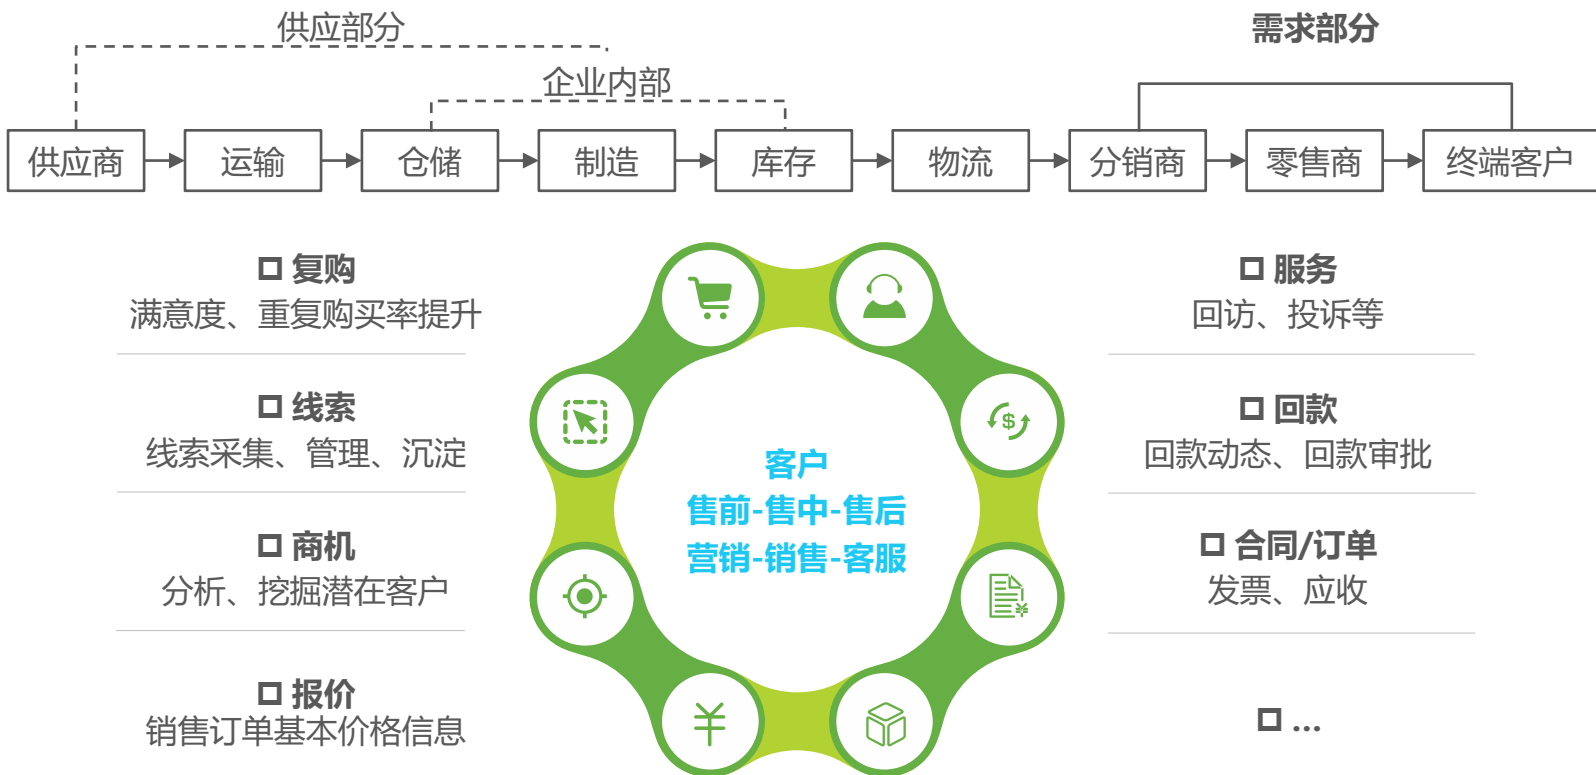 供应部分
需求部分
企业内部
供应商
运输
仓储
制造
库存
物流
分销商
零售商
终端客户
复购
满意度、重复购买率提升
线索
线索采集、管理、沉淀
商机
分析、挖掘潜在客户
报价
销售订单基本价格信息
客户
售前-售中-售后
营销-销售-客服
$
¥
¥
服务
回访、投诉等
回款
回款动态、回款审批
合同/订单
发票、应收
...